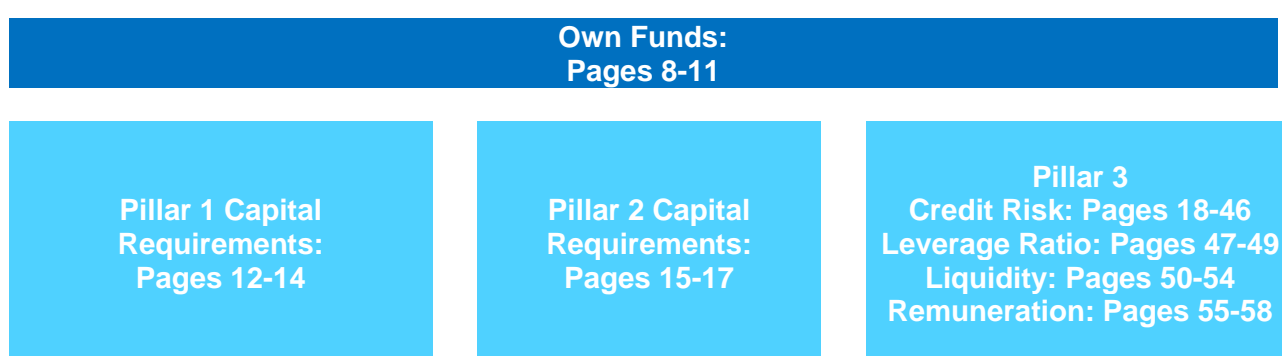 Own Funds:
Pages 8-11
Pillar 1 Capital
Requirements:
Pages 12-14
Pillar 2 Capital
Requirements:
Pages 15-17
Pillar 3
Credit Risk: Pages 18-46
Leverage Ratio: Pages 47-49
Liquidity: Pages 50-54
Remuneration: Pages 55-58